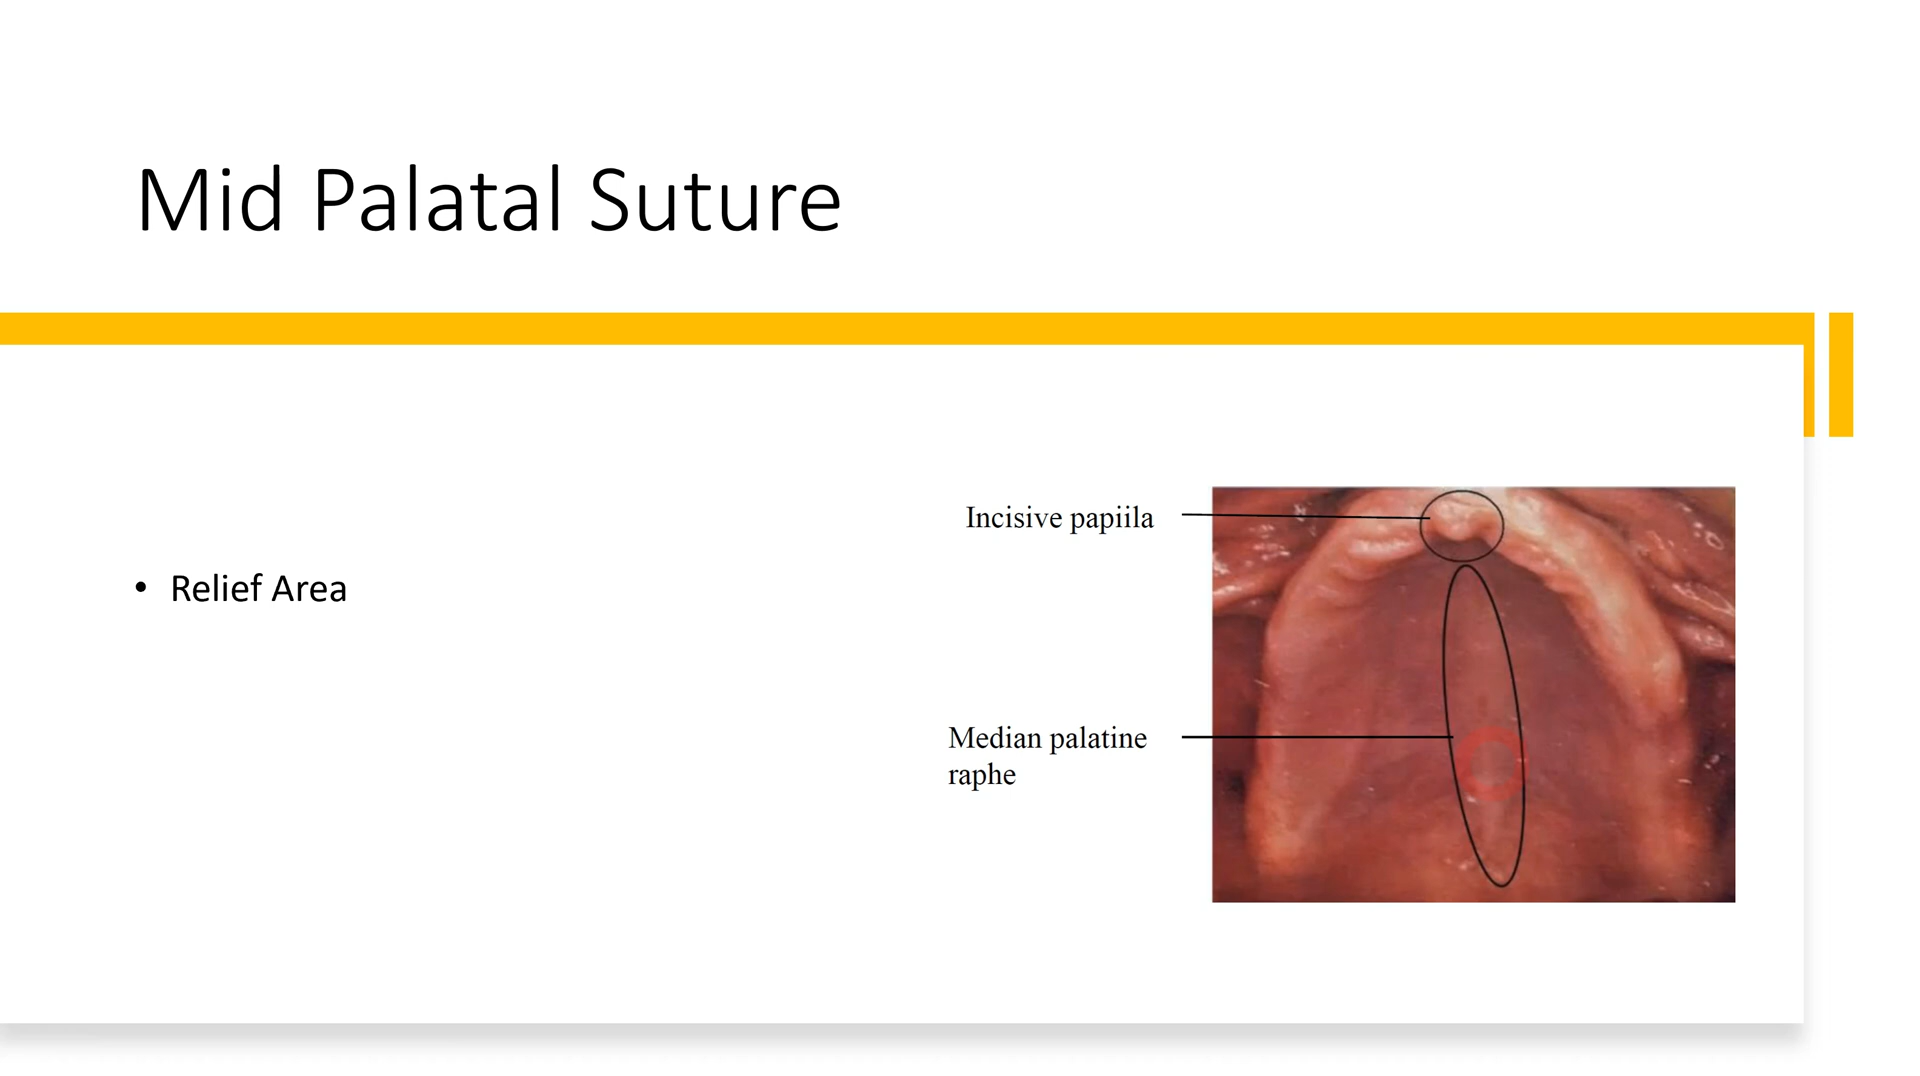 Mid Palatal Suture
• Relief Area
Incisive papiila
Median palatine
raphe